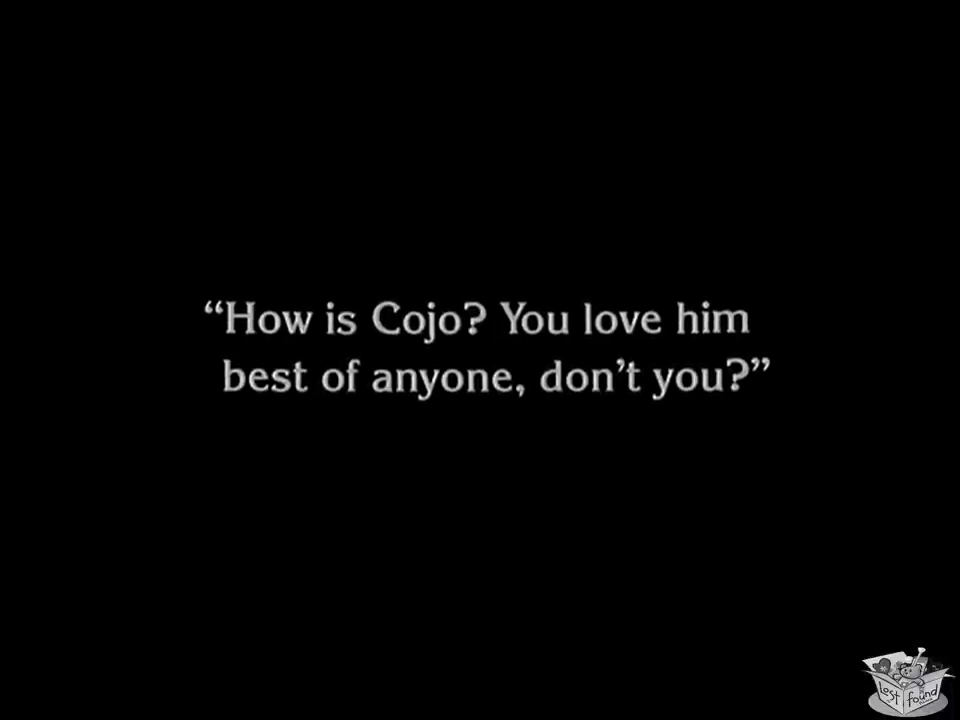 “How is Cojo? You love him
best of anyone, don’t you?”
Lost
found